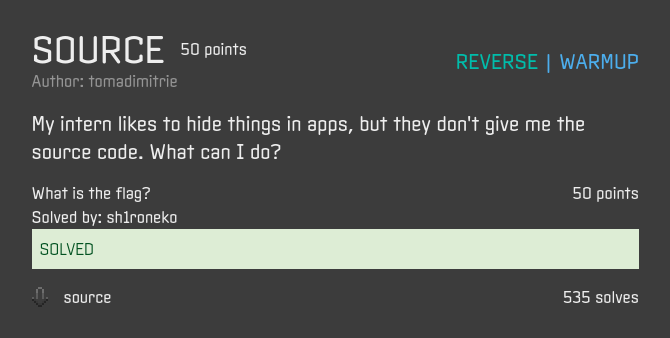 SOURCE 50 points
REVERSE | WARMUP
Author: tomadimitrie
My intern likes to hide things in apps, but they don't give me the
source code. What can I do?
What is the flag? 50 points
Solved by: sh1roneko
SOLVED
source 535 solves